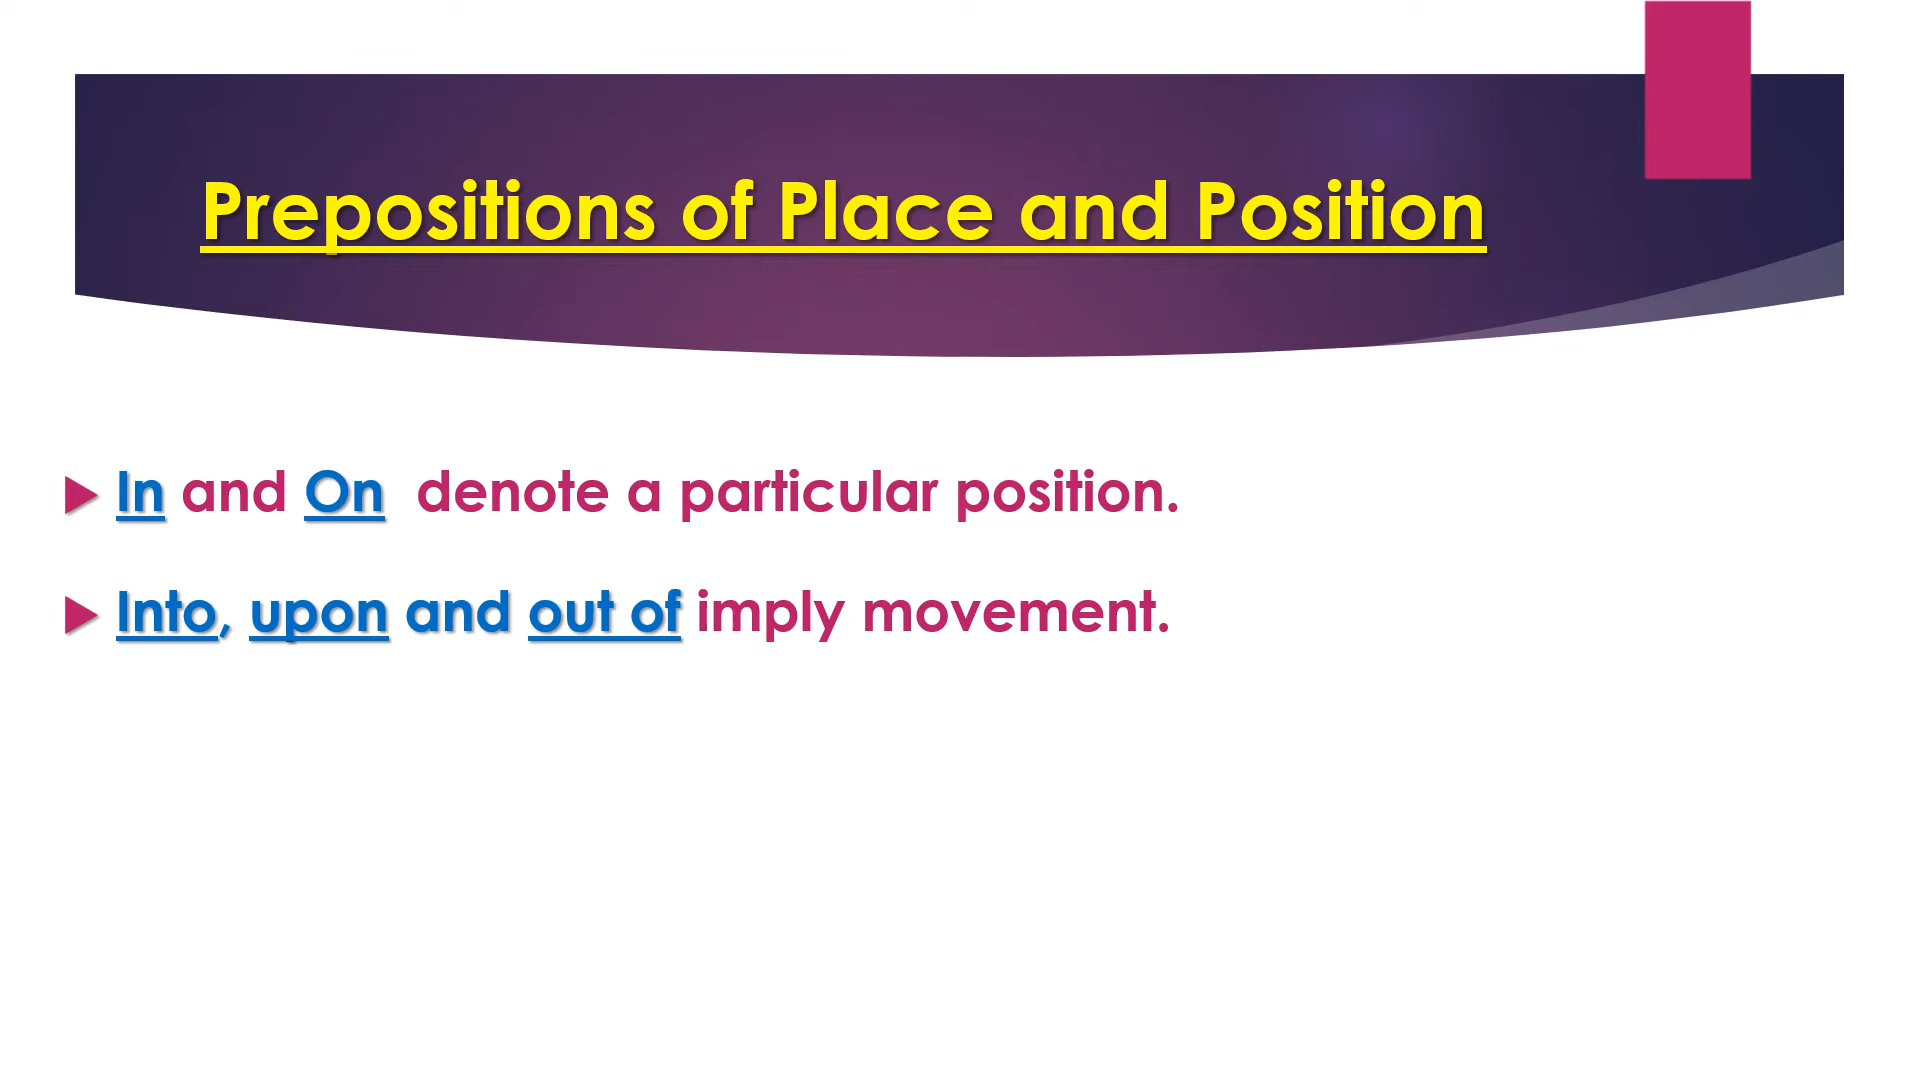 Prepositions of Place and Position
In and On denote a particular position.
Into, upon and out of imply movement.